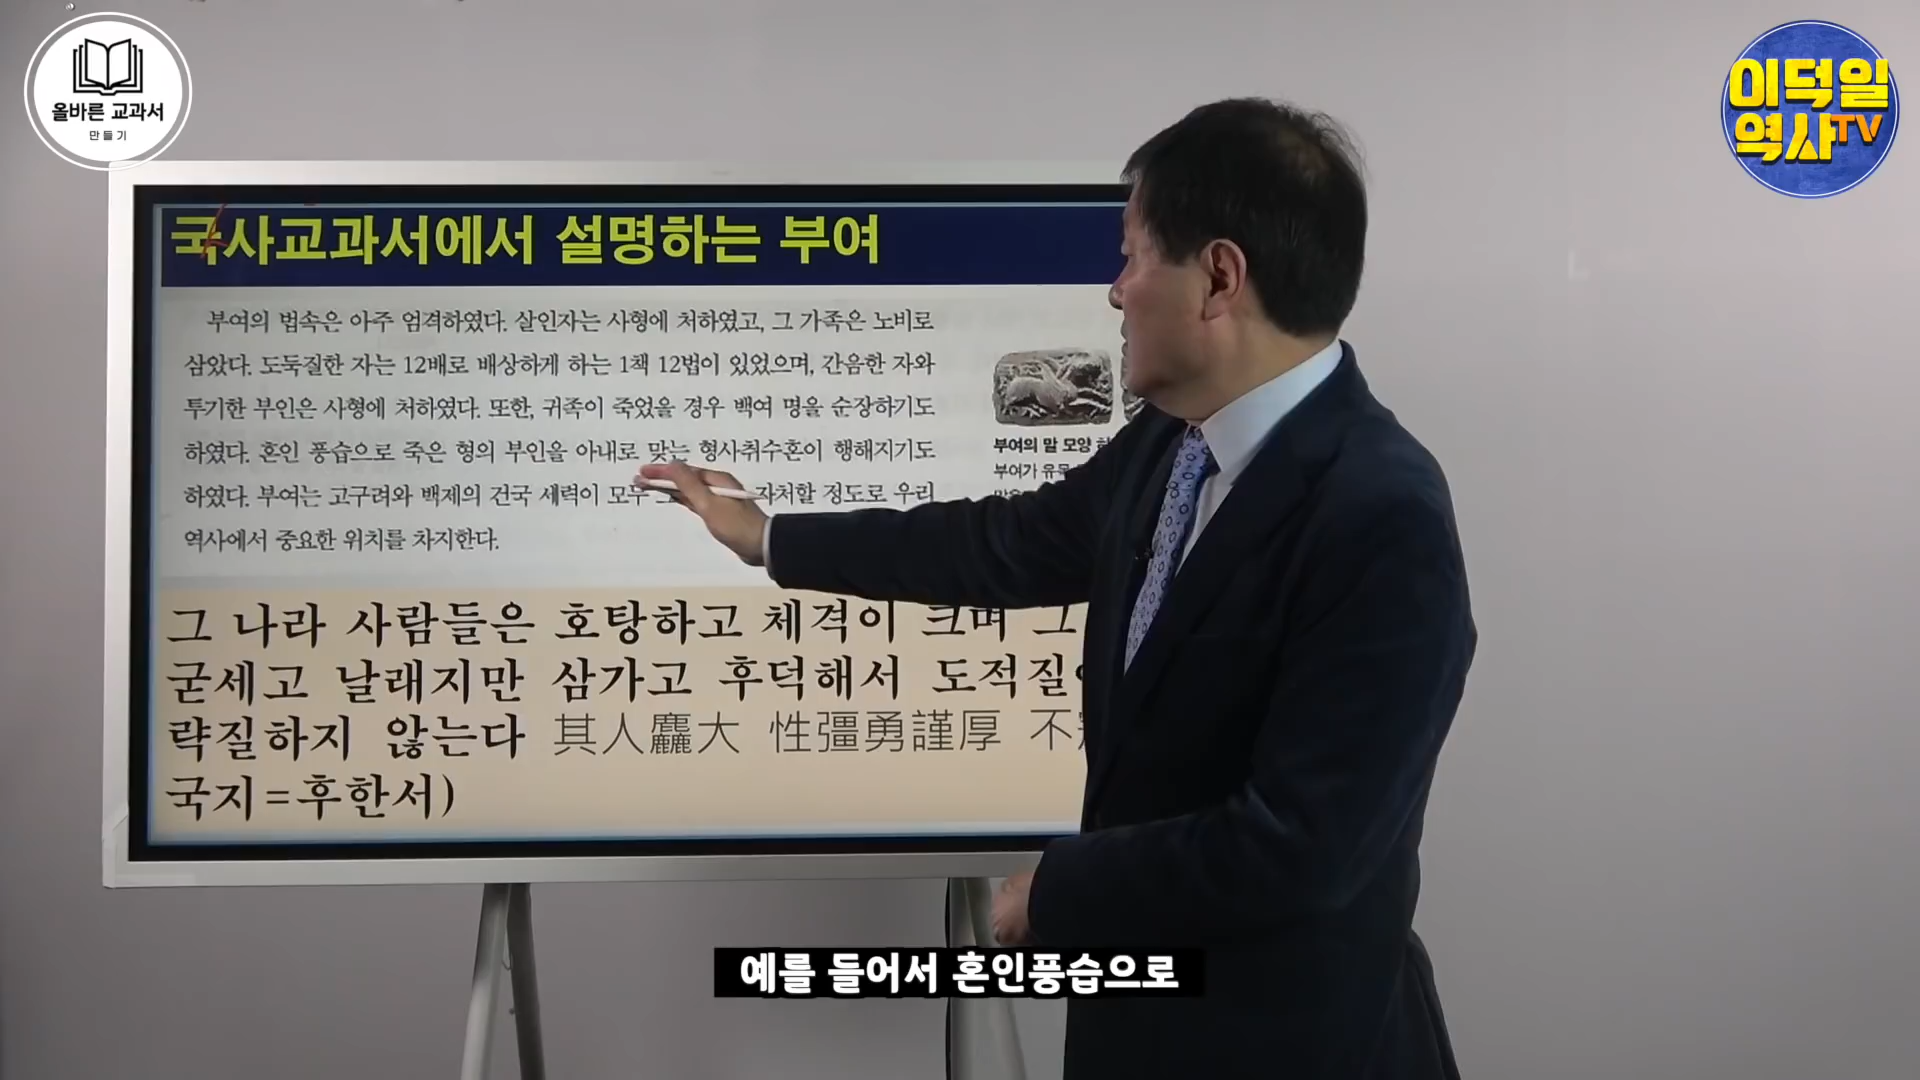 올바른 교과서
만들기
이덕일
역사TV
국사교과서에서 설명하는 부여
부여의 법속은 아주 엄격하였다. 살인자는 사형에 처하였고, 그 가족은 노비로
삼았다. 도둑질한 자는 12배로 배상하게 하는 1책 12법이 있었으며, 간음한 자와
투기한 부인은 사형에 처하였다. 또한, 귀족이 죽었을 경우 백여 명을 순장하기도
하였다. 혼인 풍습으로 죽은 형의 부인을 아내로 맞는 형사취수혼이 행해지기도
하였다. 부여는 고구려와 백제의 건국 세력이 모두 자처할 정도로 우리
역사에서 중요한 위치를 차지한다.
부여의 말 모양
부여가
그 나라 사람들은 호탕하고 체격이 크며 그
굳세고 날래지만 삼가고 후덕해서 도적질
략질하지 않는다 其人麤大 性彊勇謹厚 不
국지=후한서)
예를 들어서 혼인풍습으로